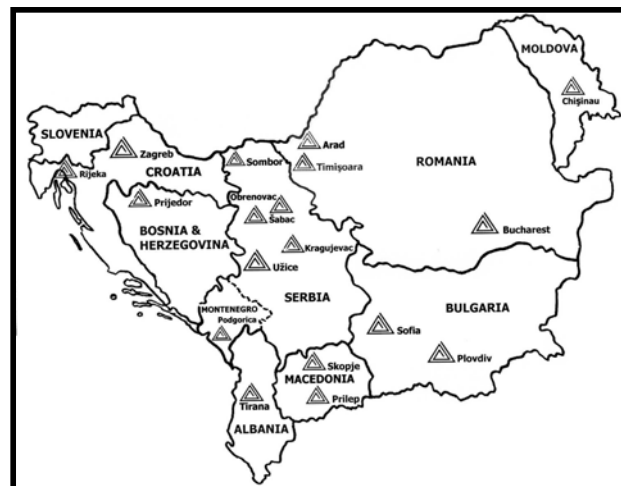 MOLDOVA
Chişinau
SLOVENIA
Zagreb
Rijeka
CROATIA
Sombor
Arad
Timişoara
ROMANIA
Obrenovac
Šabac
Prijedor
BOSNIA &
HERZEGOVINA
Kragujevac
Užice
Bucharest
SERBIA
BULGARIA
MONTENEGRO
Podgorica
Sofia
Plovdiv
Skopje
MACEDONIA
Prilep
Tirana
ALBANIA